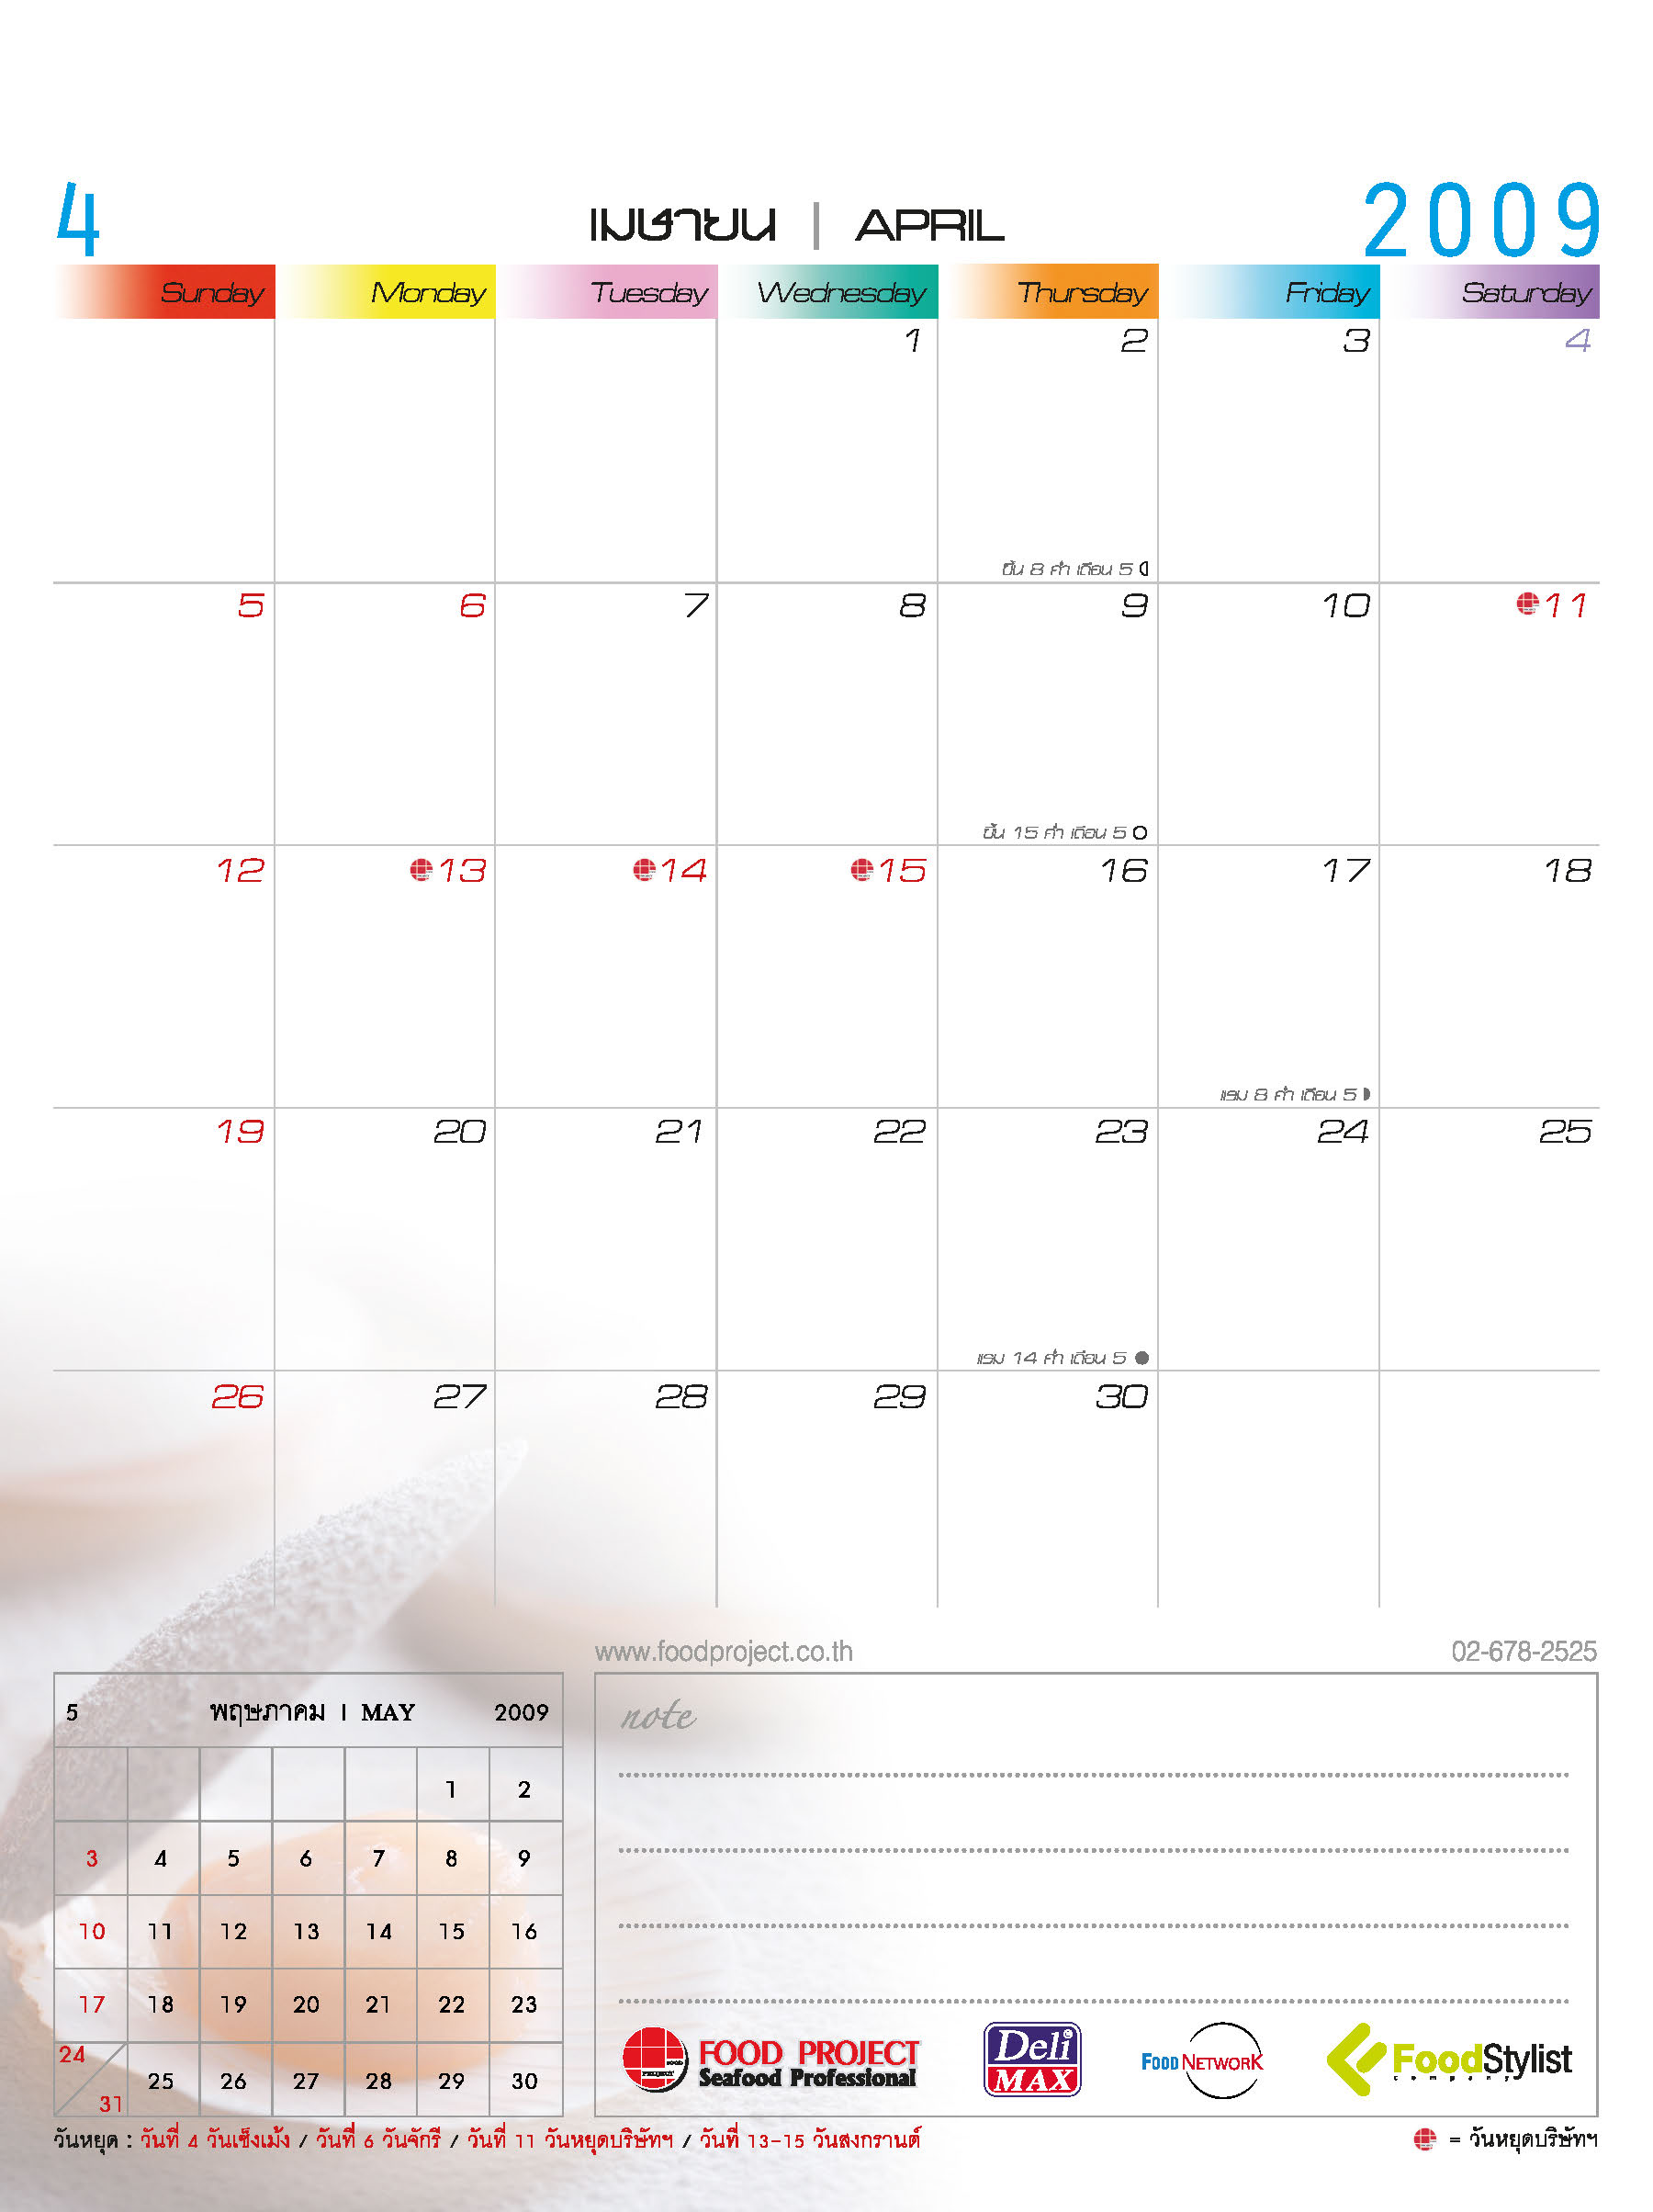 4 เมษายน | APRIL 2009
Sunday Monday Tuesday Wednesday Thursday Friday Saturday
1 2 3 4
ขึ้น 8 ค่ำ เดือน 5
5 6 7 8 9 10 11
ขึ้น 15 ค่ำ เดือน 5
12 13 14 15 16 17 18
แรม 8 ค่ำ เดือน 5
19 20 21 22 23 24 25
แรม 14 ค่ำ เดือน 5
26 27 28 29 30
www.foodproject.co.th 02-678-2525
5 พฤษภาคม | MAY 2009
1 2
3 4 5 6 7 8 9
10 11 12 13 14 15 16
17 18 19 20 21 22 23
24 31 25 26 27 28 29 30
note
FOOD PROJECT
FOOD PROJECT
Seafood Professional
Deli
MAX
FOOD NETWORK
FoodStylist
company
วันหยุด : วันที่ 4 วันเช็งเม้ง / วันที่ 6 วันจักรี / วันที่ 11 วันหยุดบริษัทฯ / วันที่ 13-15 วันสงกรานต์
= วันหยุดบริษัทฯ